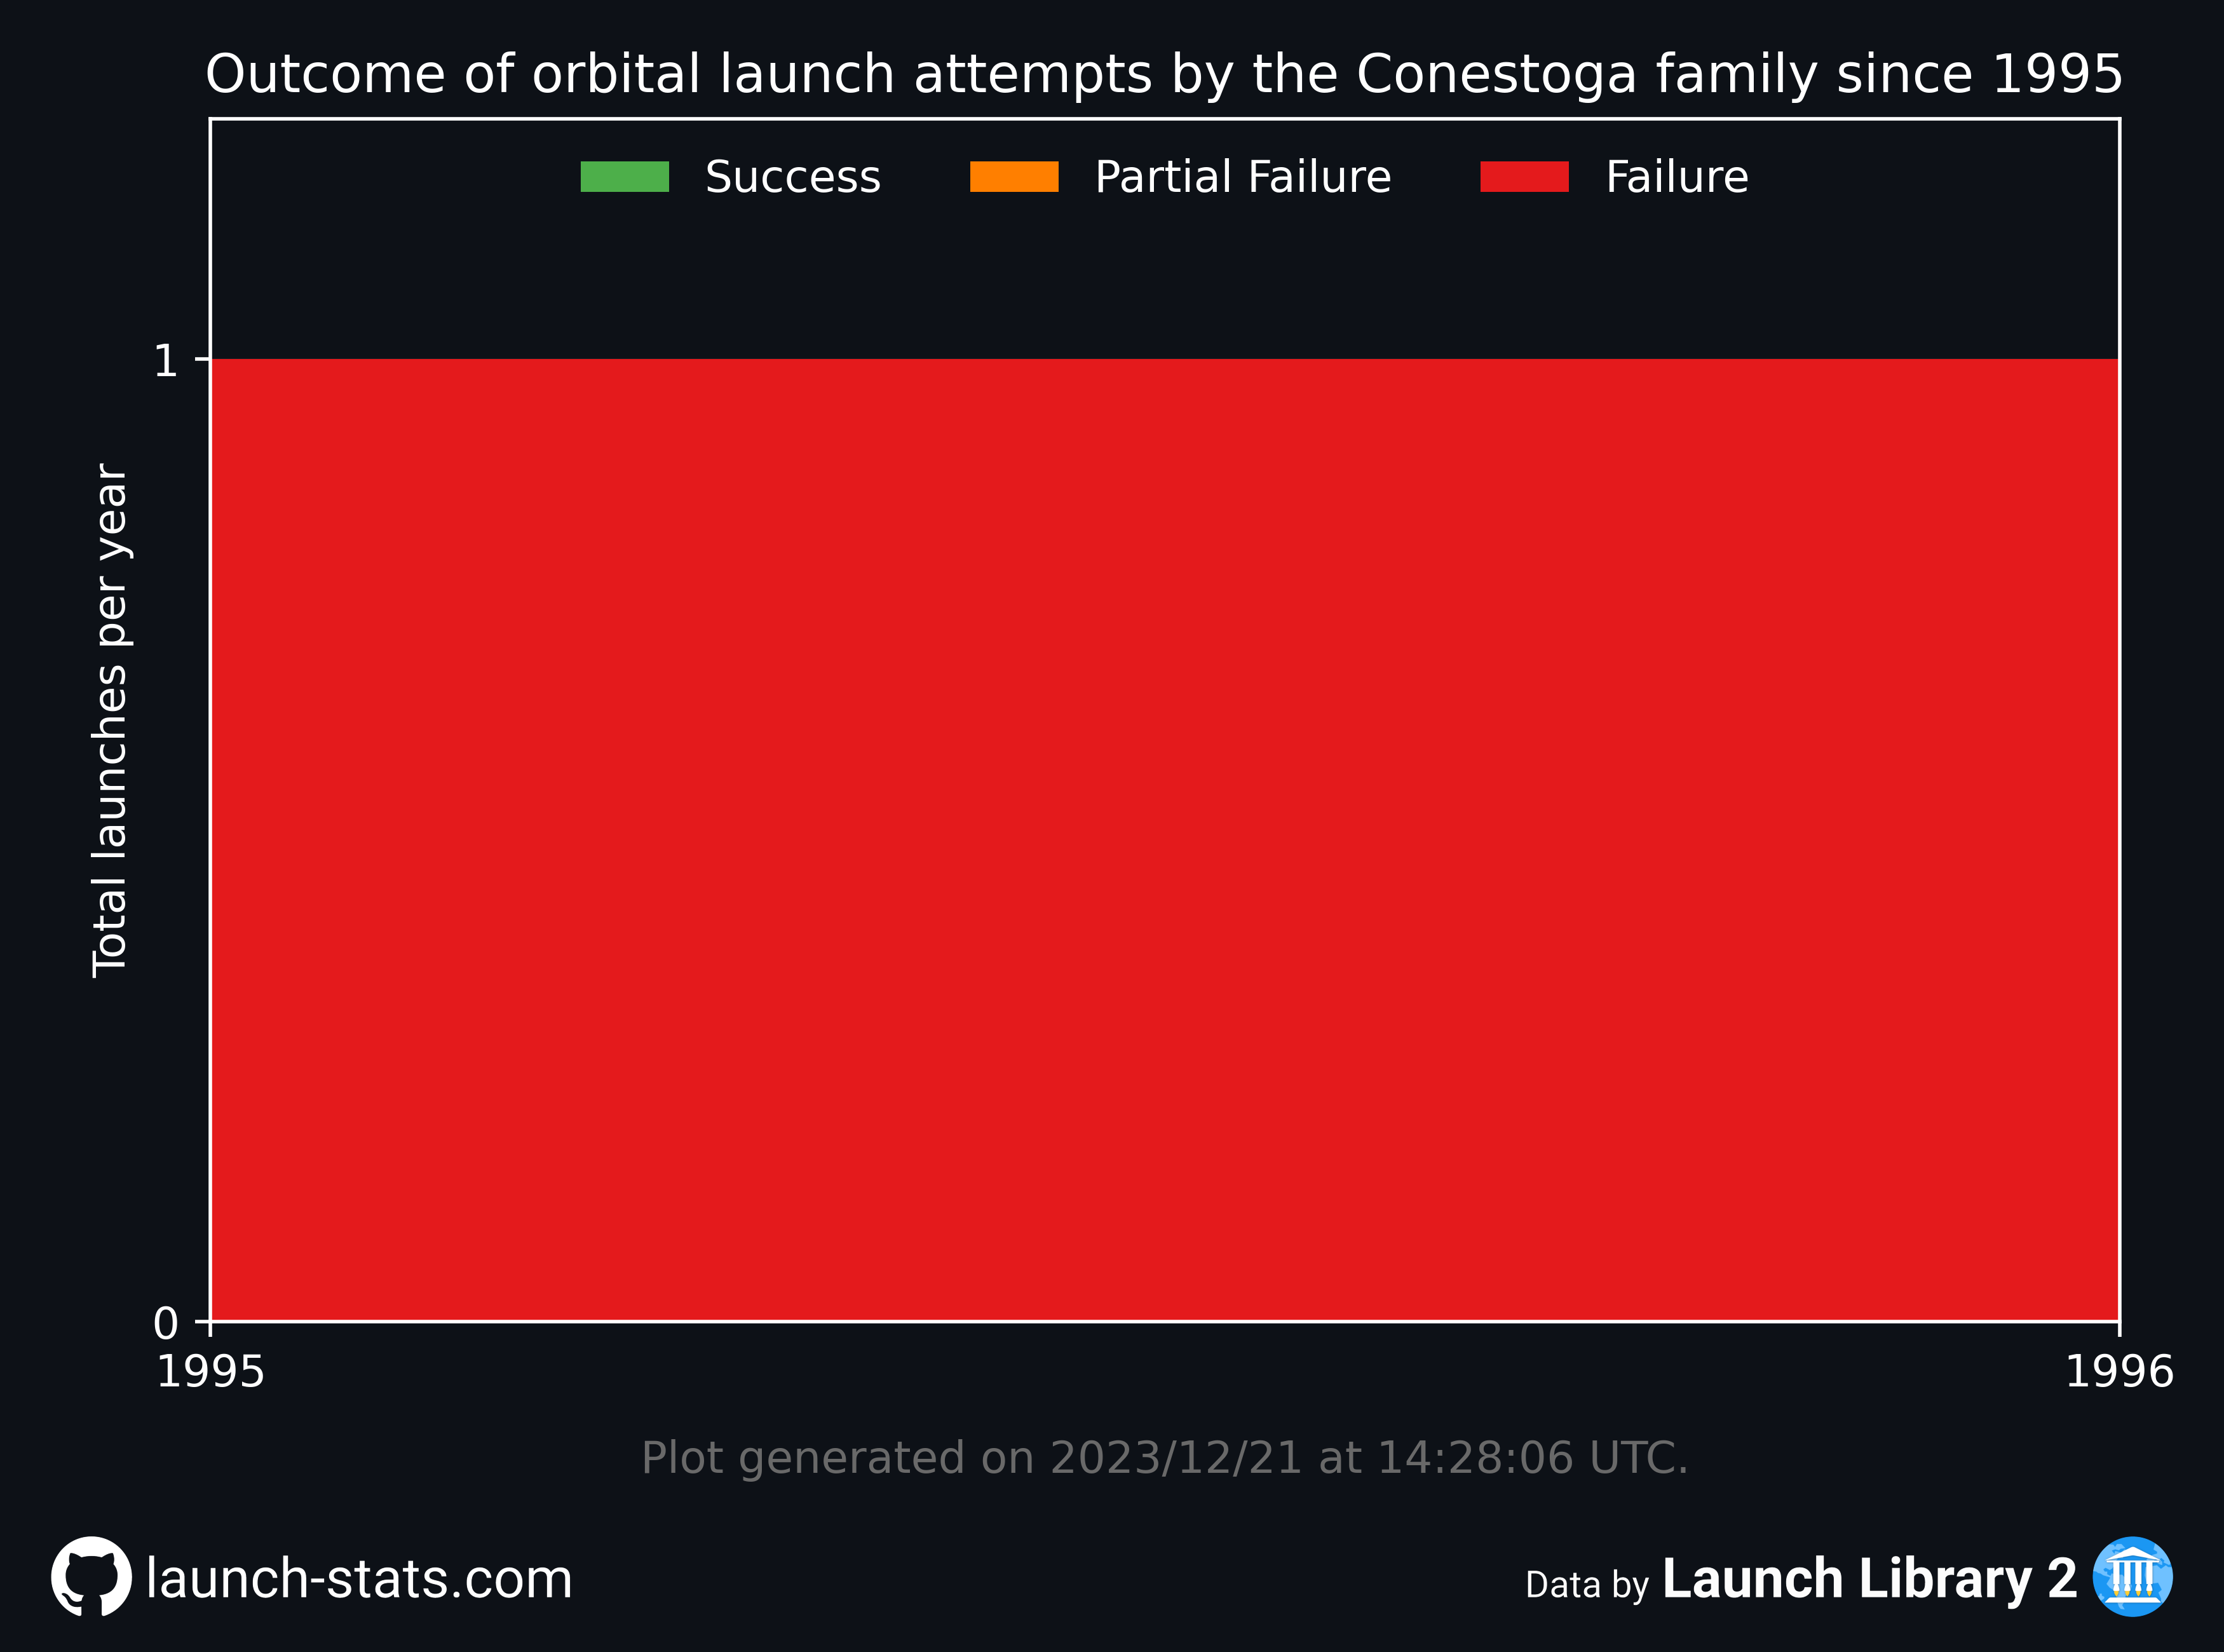 Outcome of orbital launch attempts by the Conestoga family since 1995
Success Partial Failure Failure
1
Total launches per year
0
1995 1996
Plot generated on 2023/12/21 at 14:28:06 UTC.
launch-stats.com Data by Launch Library 2